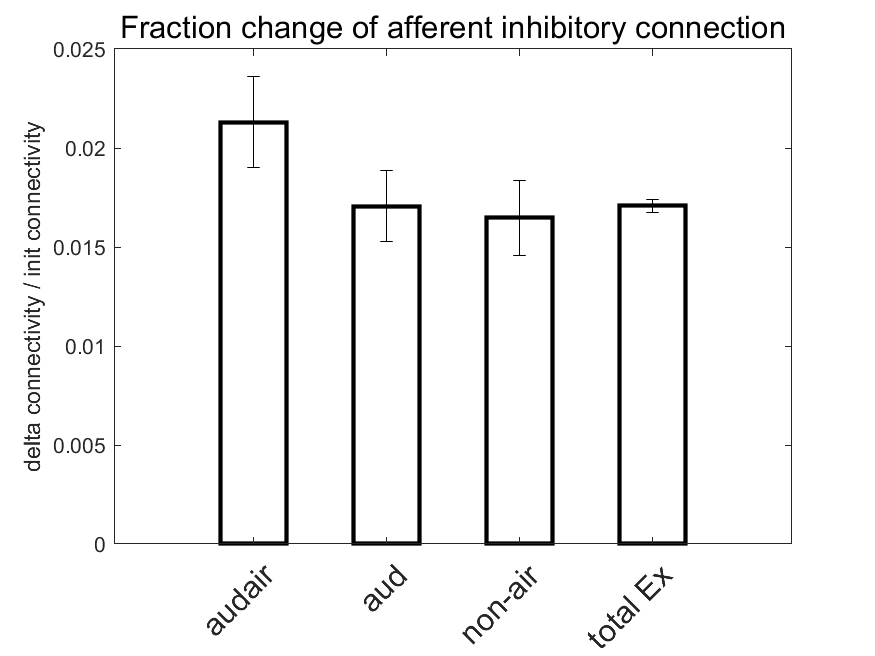 Fraction change of afferent inhibitory connection
delta connectivity / init connectivity
0.025
0.02
0.015
0.01
0.005
0
audair
aud
non-air
total Ex